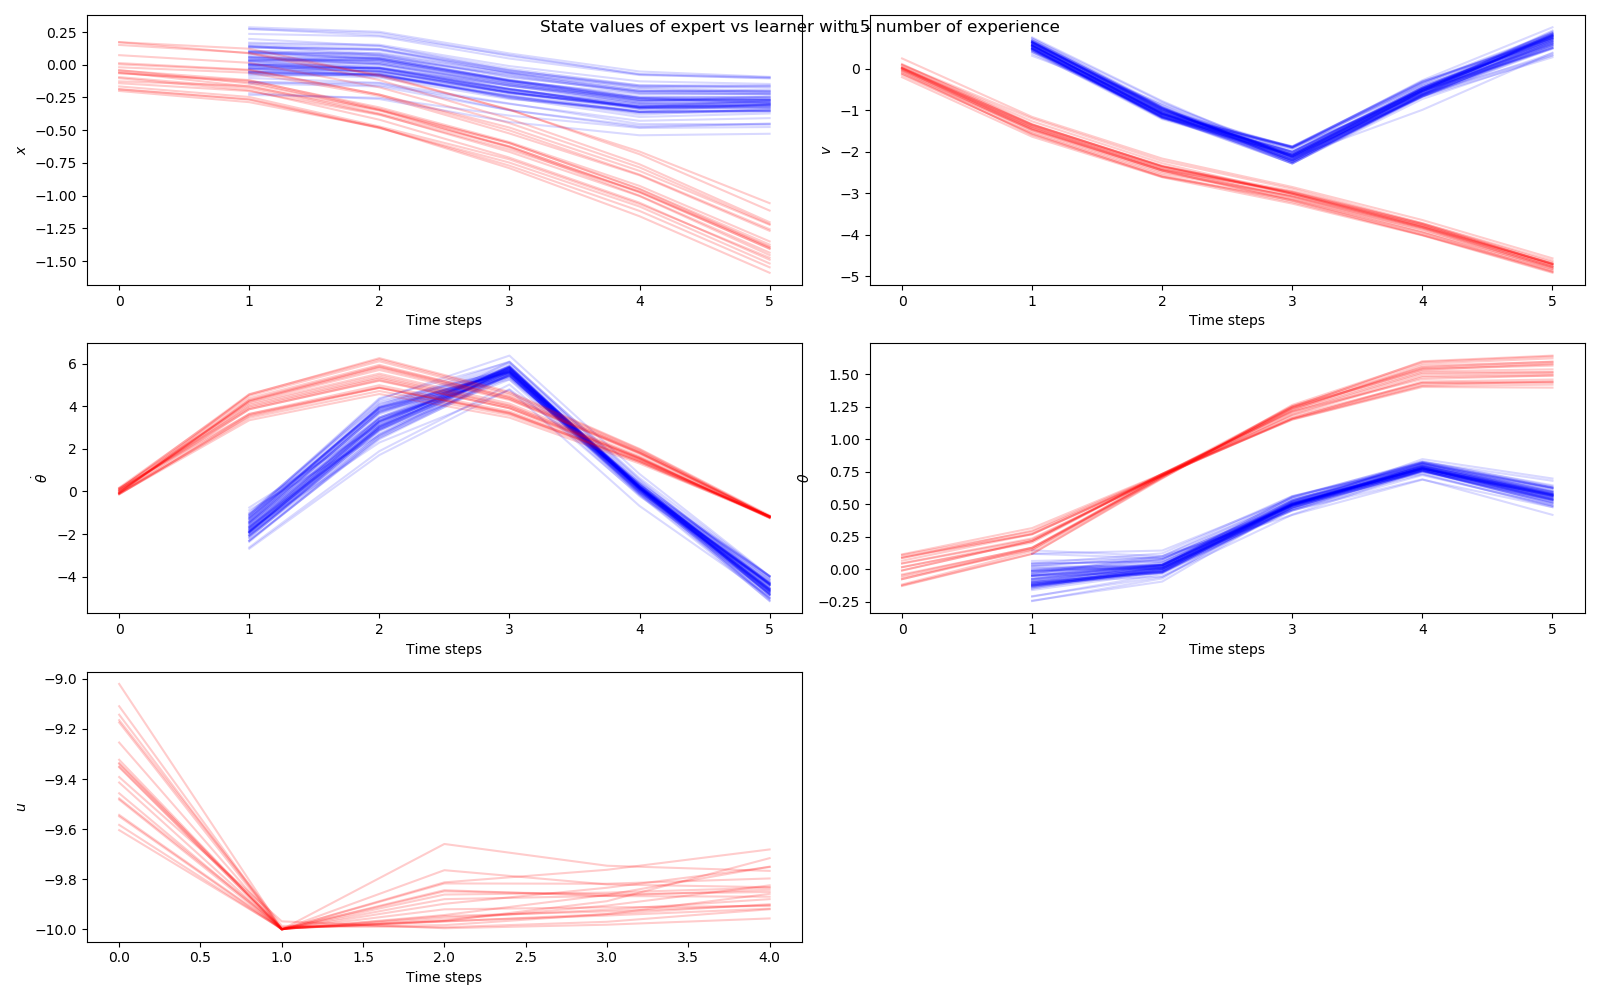 State values of expert vs learner with 5 number of experience
0.25
0.00
−0.25
−0.50
−0.75
−1.00
−1.25
−1.50
x
0 1 2 3 4 5
Time steps
1
0
−1
−2
−3
−4
−5
v
0 1 2 3 4 5
Time steps
6
4
2
0
−2
−4
θ̇
0 1 2 3 4 5
Time steps
1.50
1.25
1.00
0.75
0.50
0.25
0.00
−0.25
θ
0 1 2 3 4 5
Time steps
−9.0
−9.2
−9.4
−9.6
−9.8
−10.0
u
0.0 0.5 1.0 1.5 2.0 2.5 3.0 3.5 4.0
Time steps